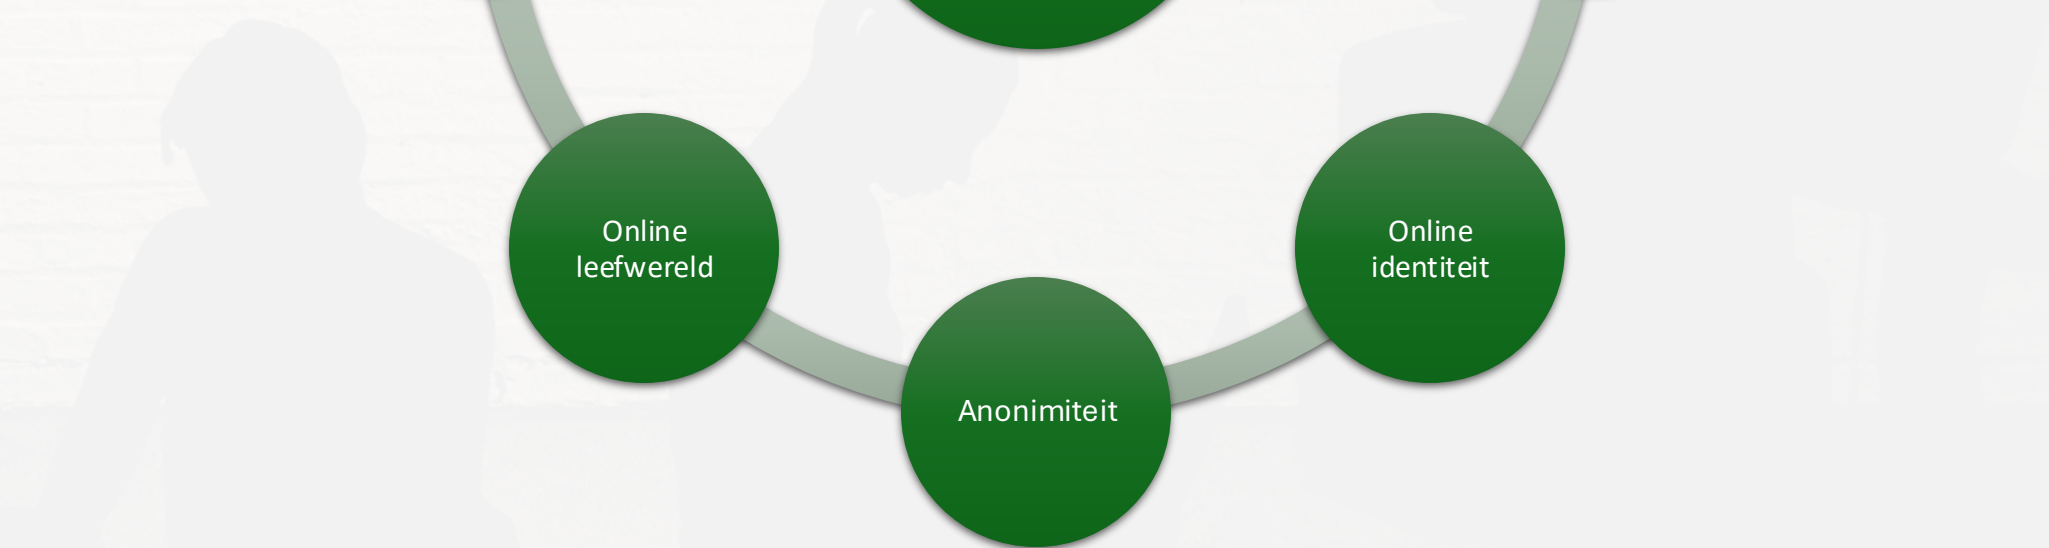 Online
leefwereld
Online
identiteit
Anonimiteit